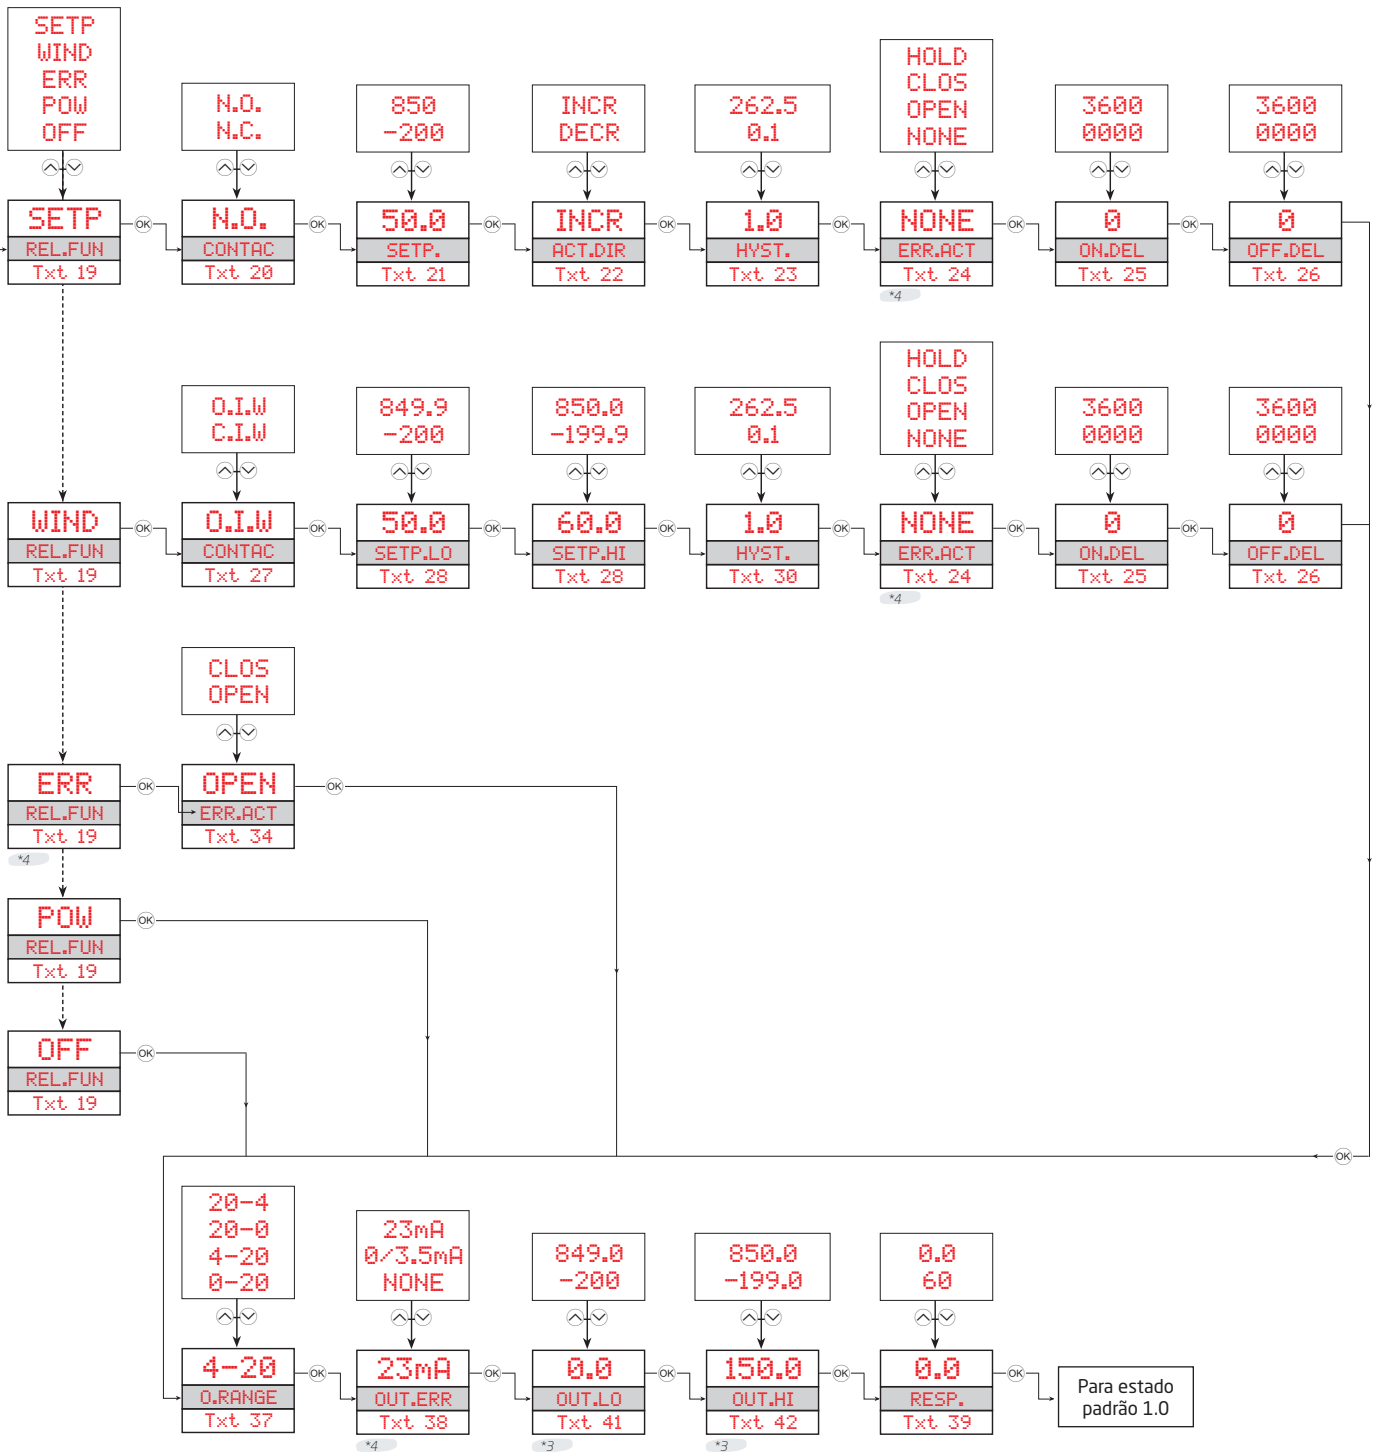 SETP
WIND
ERR
POW
OFF
N.O.
N.C.
850
-200
INCR
DECR
262.5
0.1
HOLD
CLOS
OPEN
NONE
3600
0000
3600
0000
SETP
REL.FUN
Txt 19
OK
N.O.
CONTAC
Txt 20
OK
50.0
SETP.
Txt 21
OK
INCR
ACT.DIR
Txt 22
OK
1.0
HYST.
Txt 23
OK
NONE
ERR.ACT
Txt 24
*4
OK
0
ON.DEL
Txt 25
OK
0
OFF.DEL
Txt 26
O.I.W
C.I.W
849.9
-200
850.0
-199.9
262.5
0.1
HOLD
CLOS
OPEN
NONE
3600
0000
3600
0000
WIND
REL.FUN
Txt 19
OK
O.I.W
CONTAC
Txt 27
OK
50.0
SETP.LO
Txt 28
OK
60.0
SETP.HI
Txt 28
OK
1.0
HYST.
Txt 30
OK
NONE
ERR.ACT
Txt 24
*4
OK
0
ON.DEL
Txt 25
OK
0
OFF.DEL
Txt 26
CLOS
OPEN
ERR
REL.FUN
Txt 19
*4
OK
OPEN
ERR.ACT
Txt 34
OK
POW
REL.FUN
Txt 19
OK
OFF
REL.FUN
Txt 19
OK
OK
20-4
20-0
4-20
0-20
23mA
0/3.5mA
NONE
849.0
-200
850.0
-199.0
0.0
60
4-20
O.RANGE
Txt 37
OK
23mA
OUT.ERR
Txt 38
*4
OK
0.0
OUT.LO
Txt 41
*3
OK
150.0
OUT.HI
Txt 42
*3
OK
0.0
RESP.
Txt 39
OK
Para estado
padrão 1.0